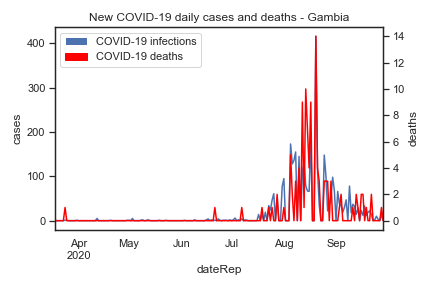 New COVID-19 daily cases and deaths - Gambia
COVID-19 infections
COVID-19 deaths
400
300
200
100
0
cases
14
12
10
8
6
4
2
0
deaths
Apr
2020
May
Jun
Jul
Aug
Sep
dateRep